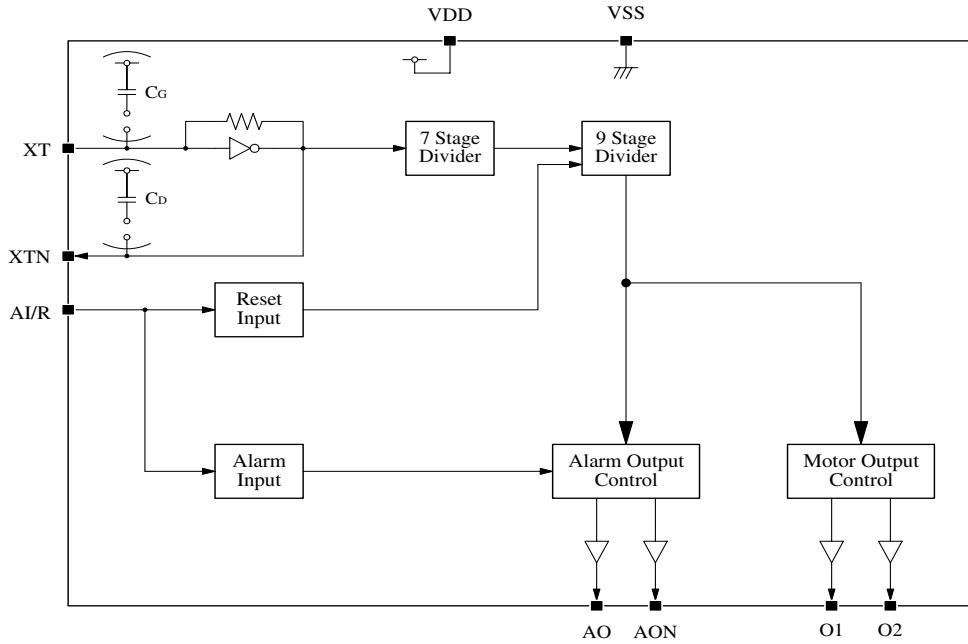 VDD
VSS
CG
XT
7 Stage
Divider
9 Stage
Divider
CD
XTN
AI/R
Reset
Input
Alarm
Input
Alarm Output
Control
Motor Output
Control
AO
AON
O1
O2